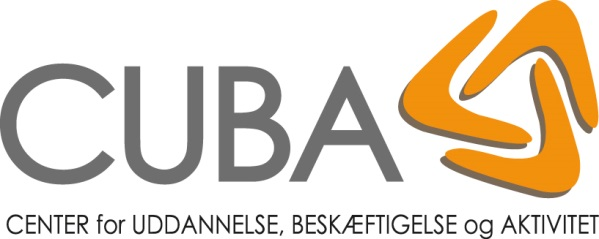 CUBA
CENTER for UDDANNELSE, BESKÆFTIGELSE og AKTIVITET